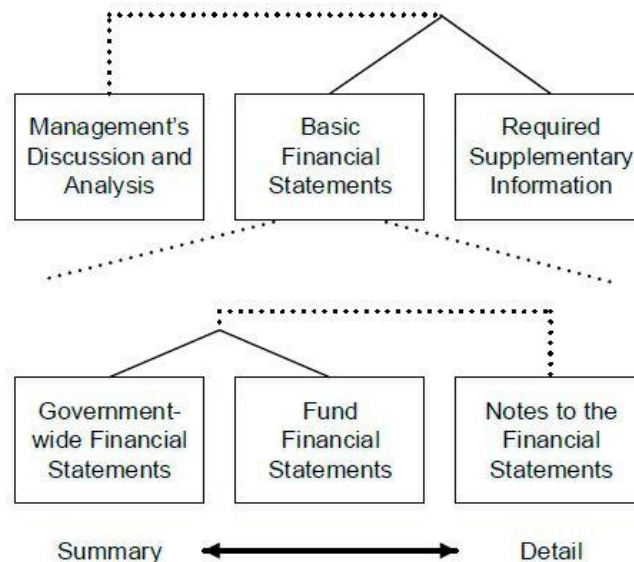 Management's
Discussion and
Analysis
Basic
Financial
Statements
Required
Supplementary
Information
Government-
wide Financial
Statements
Fund
Financial
Statements
Notes to the
Financial
Statements
Summary
Detail